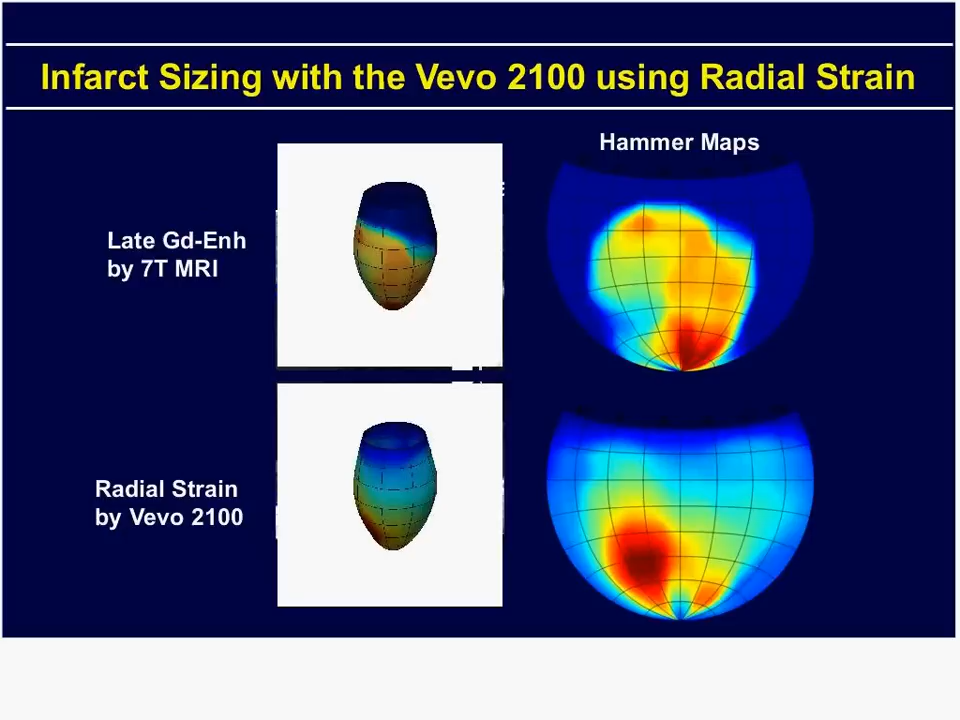 Infarct Sizing with the Vevo 2100 using Radial Strain
Hammer Maps
Late Gd-Enh
by 7T MRI
Radial Strain
by Vevo 2100